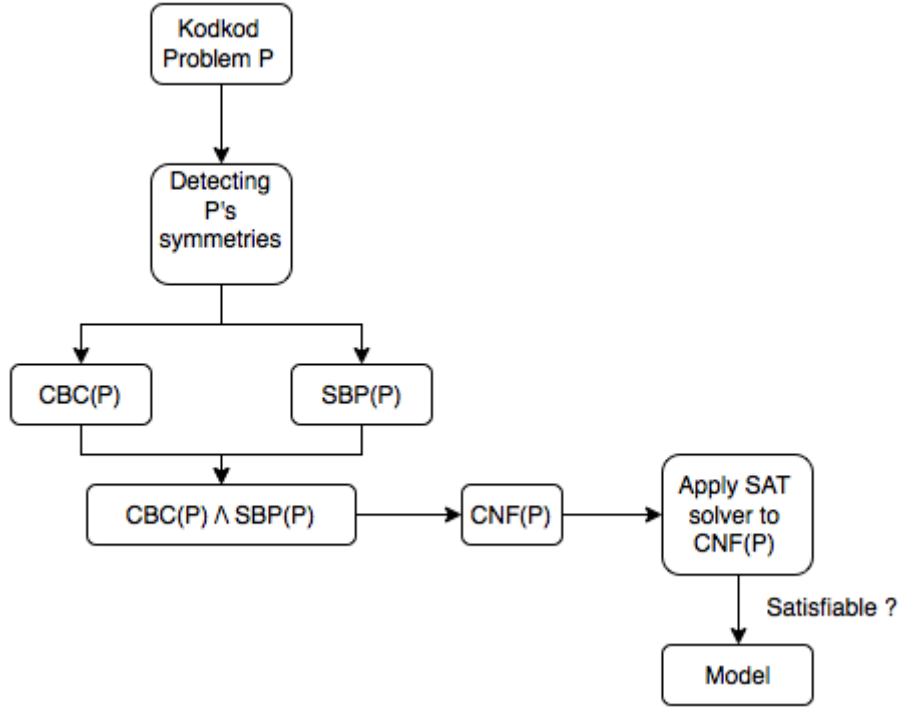 Kodkod
Problem P
Detecting
P's
symmetries
CBC(P)
SBP(P)
CBC(P) Λ SBP(P)
CNF(P)
Apply SAT
solver to
CNF(P)
Satisfiable ?
Model